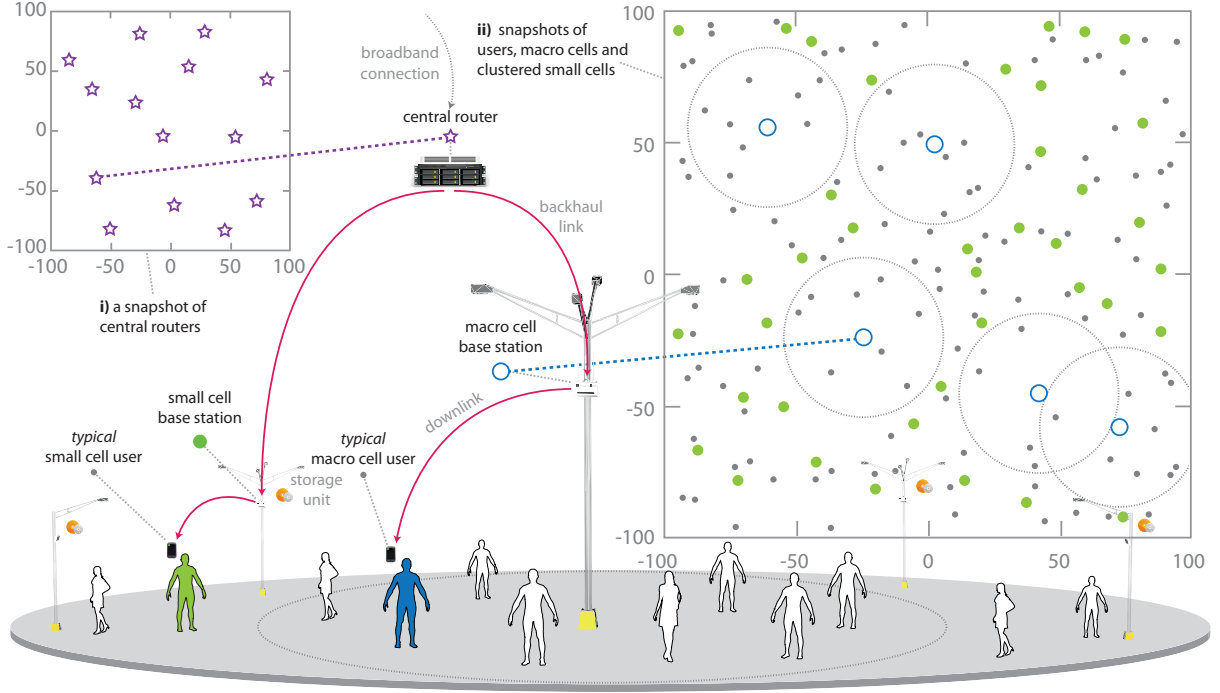 100
50
0
-50
-100
-100
-50
0
50
100
i) a snapshot of
central routers
broadband
connection
central router
backhaul
link
ii) snapshots of
users, macro cells and
clustered small cells
macro cell
base station
downlink
small cell
base station
typical
small cell user
typical
macro cell user
storage
unit
100
50
0
-50
-100
-100
-50
0
50
100